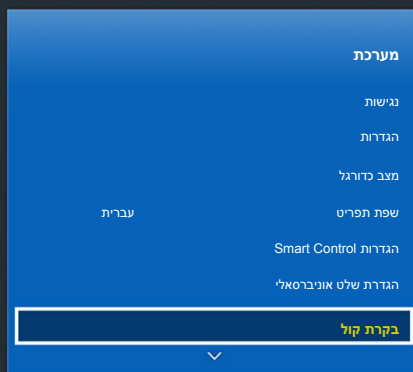 מערכת
נגישות
הגדרות
מצב כדורגל
שפת תפריט עברית
הגדרות Smart Control
הגדרת שלט אוניברסאלי
בקרת קול